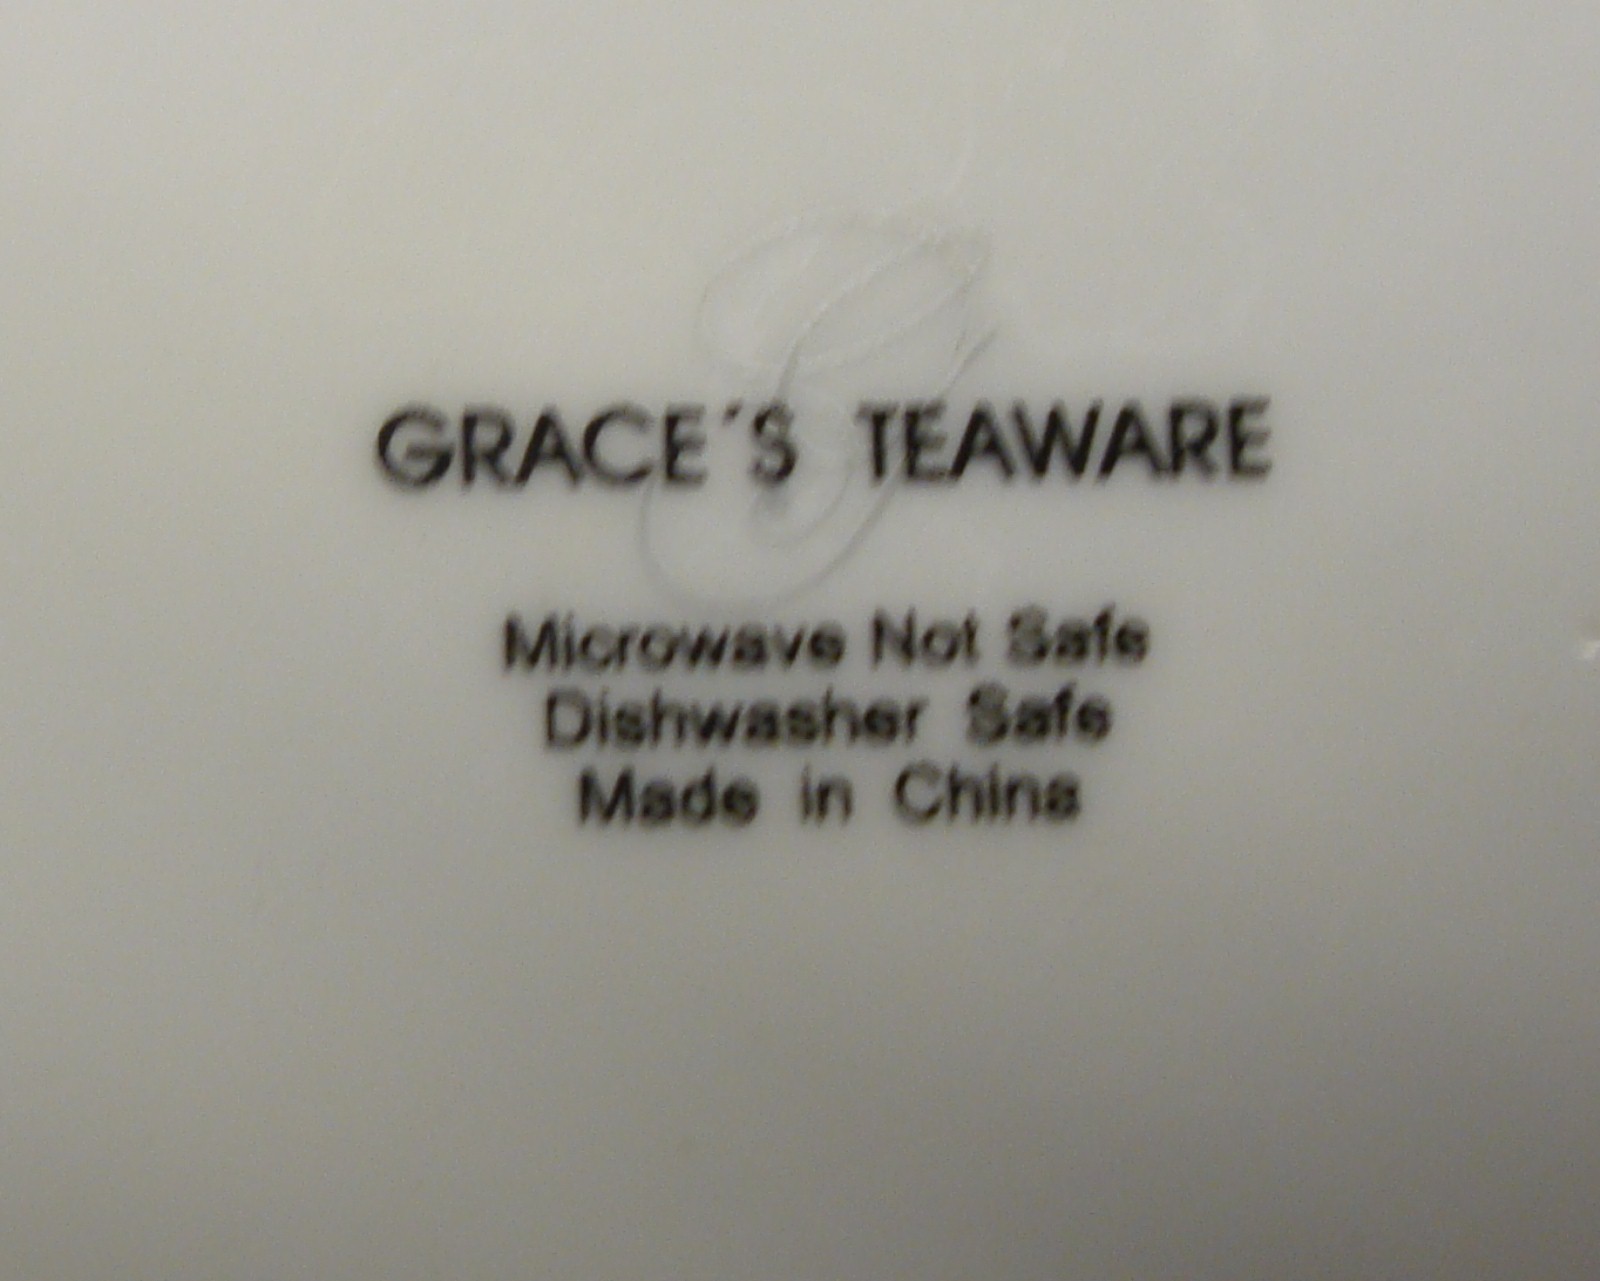 GRACE'S TEAWARE
Microwave Not Safe
Dishwasher Safe
Made in China